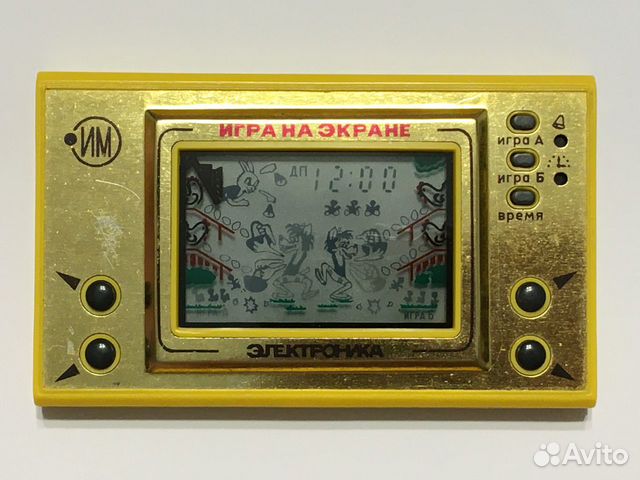 ИМ
ИГРА НА ЭКРАНЕ
игра А
игра Б
время
ДП 12:00
ИГРА Б
ЭЛЕКТРОНИКА
Avito